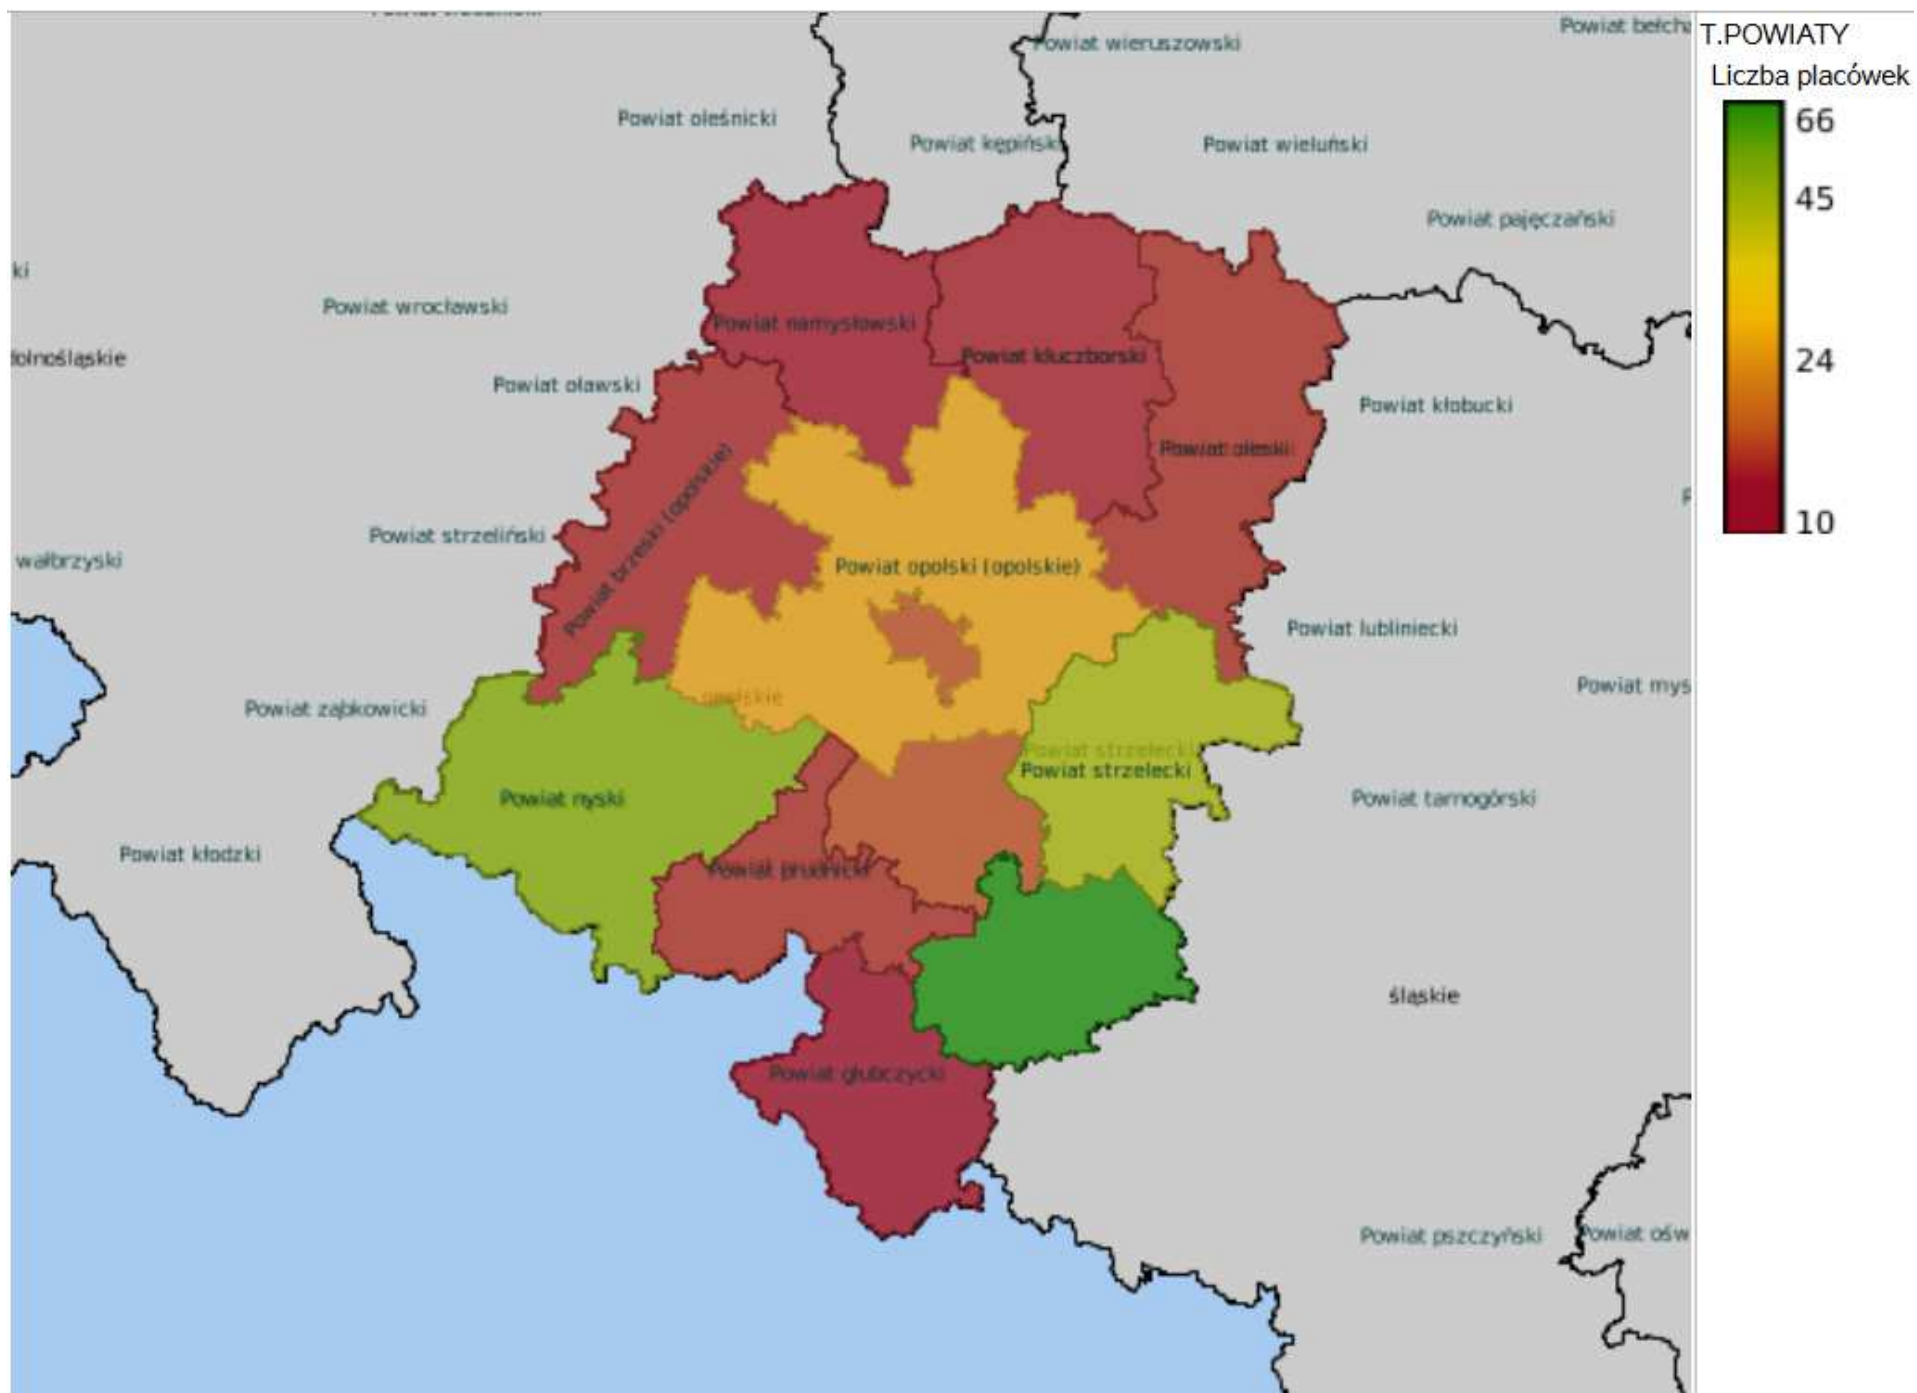 T.POWIATY
Liczba placówek
66
45
24
10
Powiat wieruszowski
Powiat bełcha
Powiat oleśnicki
Powiat kępiński
Powiat wieluński
Powiat pajęczański
ki
Powiat wrocławski
Powiat namysłowski
Powiat kluczborski
dolnośląskie
Powiat oławski
Powiat kłobucki
Powiat oleski
Powiat brzeski (opolskie)
Powiat strzeliński
wałbrzyski
Powiat opolski (opolskie)
Powiat lubliniecki
Powiat mys
opolskie
Powiat ząbkowicki
Powiat strzelecki
Powiat strzelecki
Powiat nyski
Powiat tarnogórski
Powiat kłodzki
Powiat prudnicki
śląskie
Powiat głubczycki
Powiat pszczyński
Powiat ośw